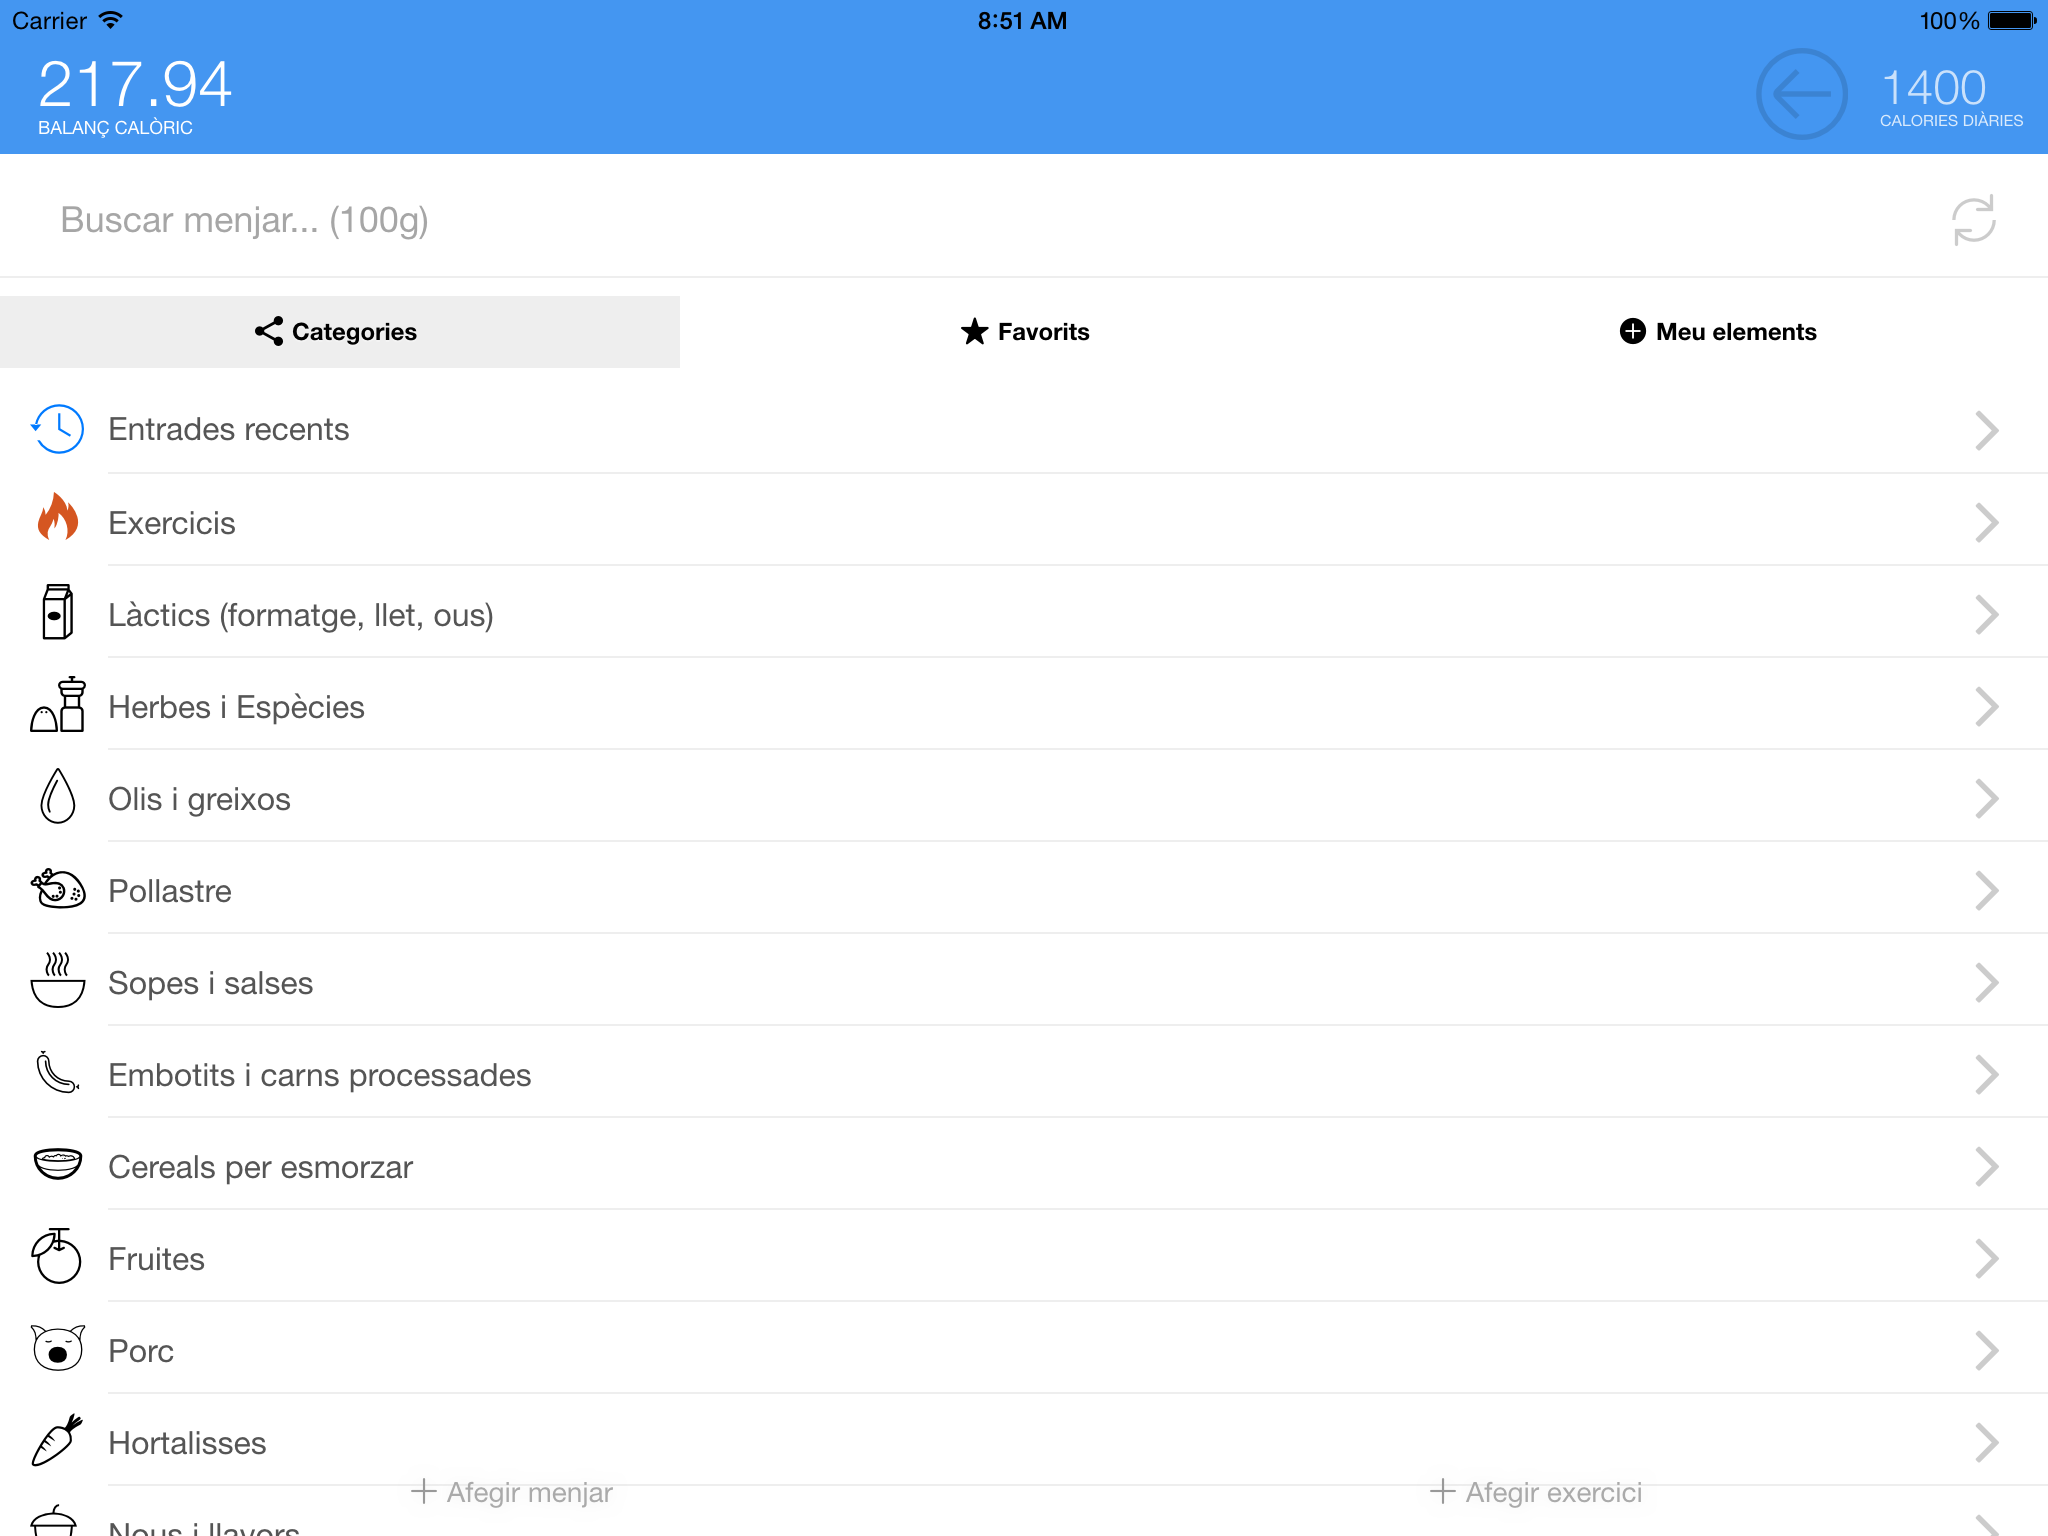 Carrier
8:51 AM
100%
217.94
BALANÇ CALÒRIC
1400
CALORIES DIÀRIES
Buscar menjar... (100g)
Categories
Favorits
Meu elements
Entrades recents
Exercicis
Làctics (formatge, llet, ous)
Herbes i Espècies
Olis i greixos
Pollastre
Sopes i salses
Embotits i carns processades
Cereals per esmorzar
Fruites
Porc
Hortalisses
Afegir menjar
Afegir exercici
Nous i llavors